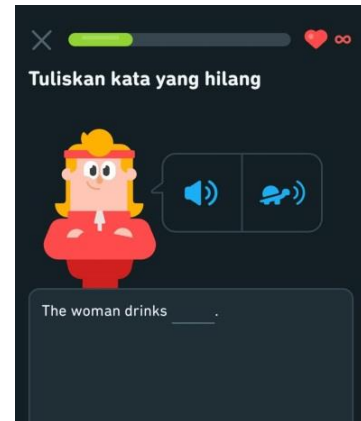 Tuliskan kata yang hilang
The woman drinks _____.